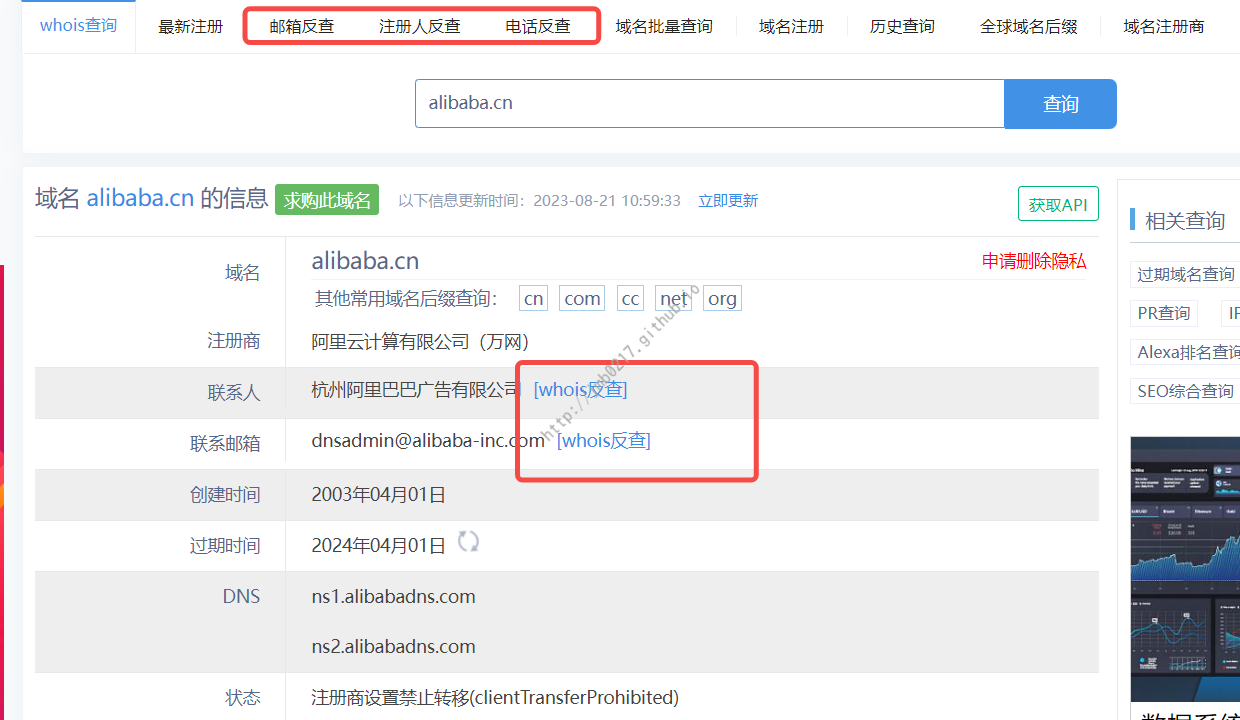 whois查询 最新注册 邮箱反查 注册人反查 电话反查 域名批量查询 域名注册 历史查询 全球域名后缀 域名注册商
alibaba.cn 查询
域名 alibaba.cn 的信息 求购此域名 以下信息更新时间：2023-08-21 10:59:33 立即更新 获取API
相关查询
域名 alibaba.cn 申请删除隐私
过期域名查询
其他常用域名后缀查询： cn com cc net org
PR查询
注册商 阿里云计算有限公司（万网）
Alexa排名查询
联系人 杭州阿里巴巴广告有限公司 [whois反查]
SEO综合查询
联系邮箱 dnsadmin@alibaba-inc.com [whois反查]
创建时间 2003年04月01日
过期时间 2024年04月01日
DNS ns1.alibabadns.com
ns2.alibabadns.com
状态 注册商设置禁止转移(clientTransferProhibited)